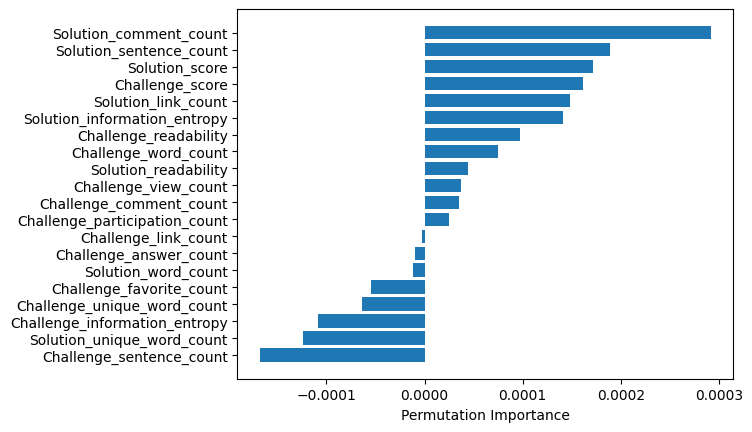 Solution_comment_count
Solution_sentence_count
Solution_score
Challenge_score
Solution_link_count
Solution_information_entropy
Challenge_readability
Challenge_word_count
Solution_readability
Challenge_view_count
Challenge_comment_count
Challenge_participation_count
Challenge_link_count
Challenge_answer_count
Solution_word_count
Challenge_favorite_count
Challenge_unique_word_count
Challenge_information_entropy
Solution_unique_word_count
Challenge_sentence_count
−0.0001 0.0000 0.0001 0.0002 0.0003
Permutation Importance